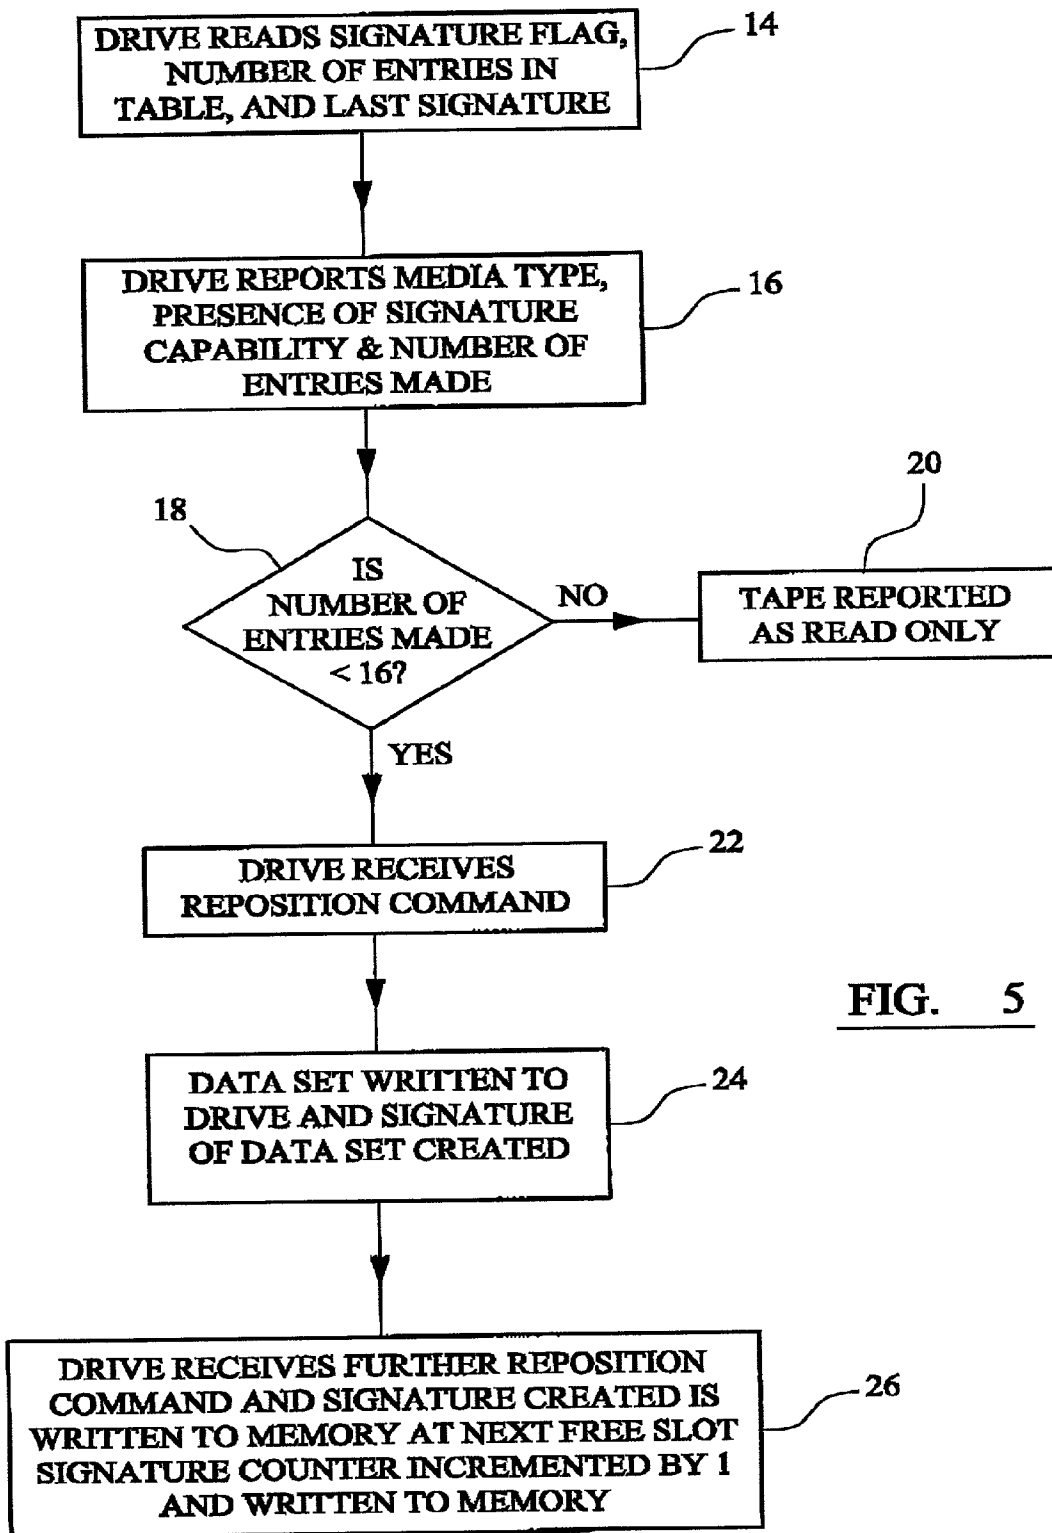 DRIVE READS SIGNATURE FLAG,
NUMBER OF ENTRIES IN
TABLE, AND LAST SIGNATURE
14
DRIVE REPORTS MEDIA TYPE,
PRESENCE OF SIGNATURE
CAPABILITY & NUMBER OF
ENTRIES MADE
16
18
IS
NUMBER OF
ENTRIES MADE
< 16?
NO
20
TAPE REPORTED
AS READ ONLY
YES
DRIVE RECEIVES
REPOSITION COMMAND
22
FIG. 5
DATA SET WRITTEN TO
DRIVE AND SIGNATURE
OF DATA SET CREATED
24
DRIVE RECEIVES FURTHER REPOSITION
COMMAND AND SIGNATURE CREATED IS
WRITTEN TO MEMORY AT NEXT FREE SLOT
SIGNATURE COUNTER INCREMENTED BY 1
AND WRITTEN TO MEMORY
26